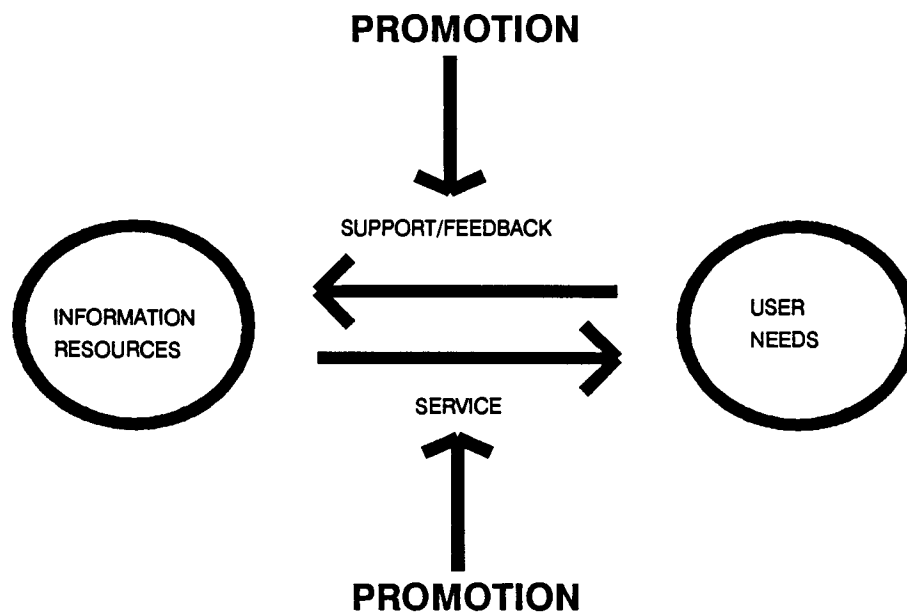 PROMOTION
SUPPORT/FEEDBACK
INFORMATION
RESOURCES
USER
NEEDS
SERVICE
PROMOTION